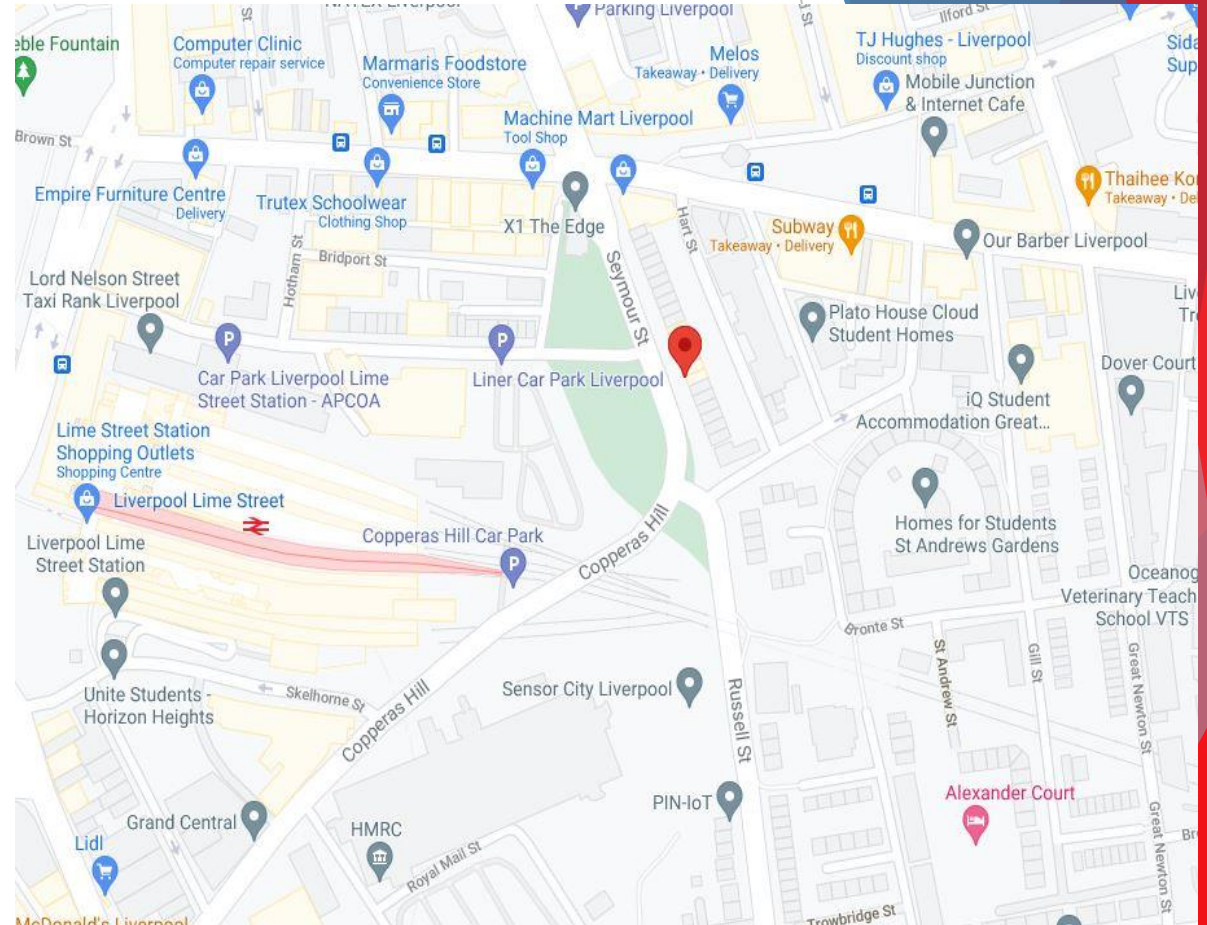 NATEX Liverpool
Parking Liverpool
Ilford St
eble Fountain
Computer Clinic
Computer repair service
Marmaris Foodstore
Convenience Store
Melos
Takeaway • Delivery
TJ Hughes - Liverpool
Discount shop
Sida
Sup
Mobile Junction
& Internet Cafe
Machine Mart Liverpool
Tool Shop
Brown St
Empire Furniture Centre
Delivery
Trutex Schoolwear
Clothing Shop
X1 The Edge
Hart St
Subway
Takeaway • Delivery
Thaihee Kor
Takeaway • De
Our Barber Liverpool
Hotham St
Bridport St
Seymour St
Lord Nelson Street
Taxi Rank Liverpool
Plato House Cloud
Student Homes
Liv
Tr
Car Park Liverpool Lime
Street Station - APCOA
Liner Car Park Liverpool
Dover Court
iQ Student
Accommodation Great...
Lime Street Station
Shopping Outlets
Shopping Centre
Liverpool Lime Street
Copperas Hill Car Park
Copperas Hill
Homes for Students
St Andrews Gardens
Liverpool Lime
Street Station
Oceanog
Veterinary Teach
School VTS
Bronte St
St Andrew St
Gill St
Great Newton St
Unite Students -
Horizon Heights
Skelhorne St
Copperas Hill
Sensor City Liverpool
Russell St
PIN-IoT
Alexander Court
Grand Central
HMRC
Royal Mail St
Great Newton St
Br
Lidl
McDonald's Liverpool
Trowbridge St
P
P
P
P